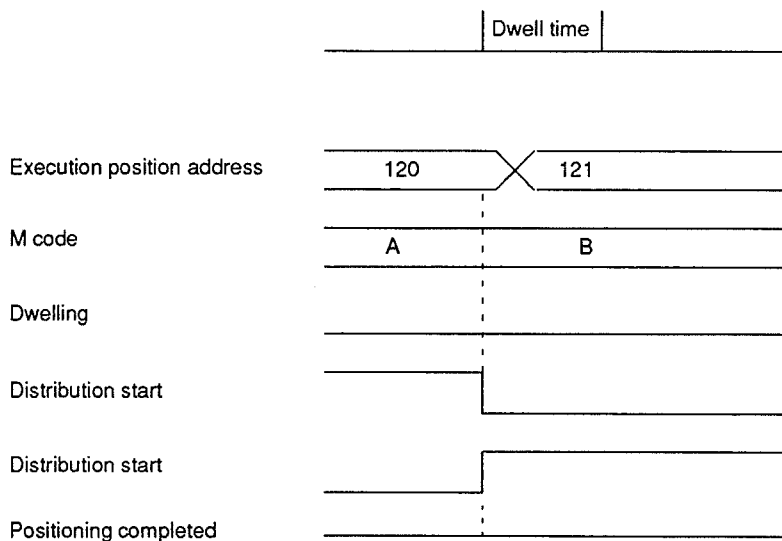 Dwell time
Execution position address 120 121
M code A B
Dwelling
Distribution start
Distribution start
Positioning completed